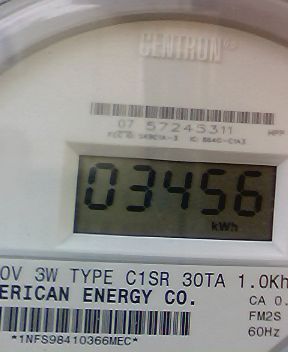 CENTRON
07 57245311
HPP
03456
kWh
0V 3W TYPE C1SR 30TA 1.0Kh
ERICAN ENERGY CO.
CA 0.
FM2S
60Hz
*1NFS98410366MEC*